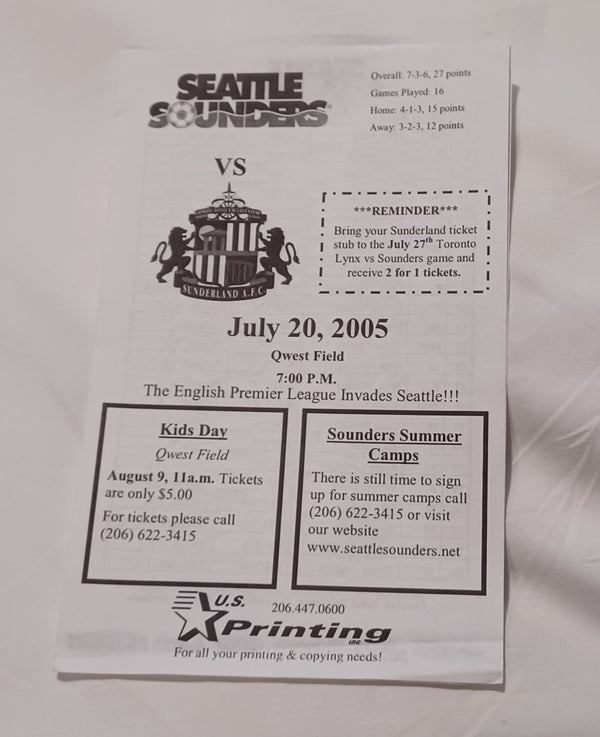 SEATTLE
SOUNDERS
Overall: 7-3-6, 27 points
Games Played: 16
Home: 4-1-3, 15 points
Away: 3-2-3, 12 points
VS
SUNDERLAND A.F.C.
***REMINDER***
Bring your Sunderland ticket
stub to the July 27th Toronto
Lynx vs Sounders game and
receive 2 for 1 tickets.
July 20, 2005
Qwest Field
7:00 P.M.
The English Premier League Invades Seattle!!!
Kids Day
Qwest Field
August 9, 11a.m. Tickets
are only $5.00
For tickets please call
(206) 622-3415
Sounders Summer
Camps
There is still time to sign
up for summer camps call
(206) 622-3415 or visit
our website
www.seattlesounders.net
U.S.
206.447.0600
Printing
inc
For all your printing & copying needs!